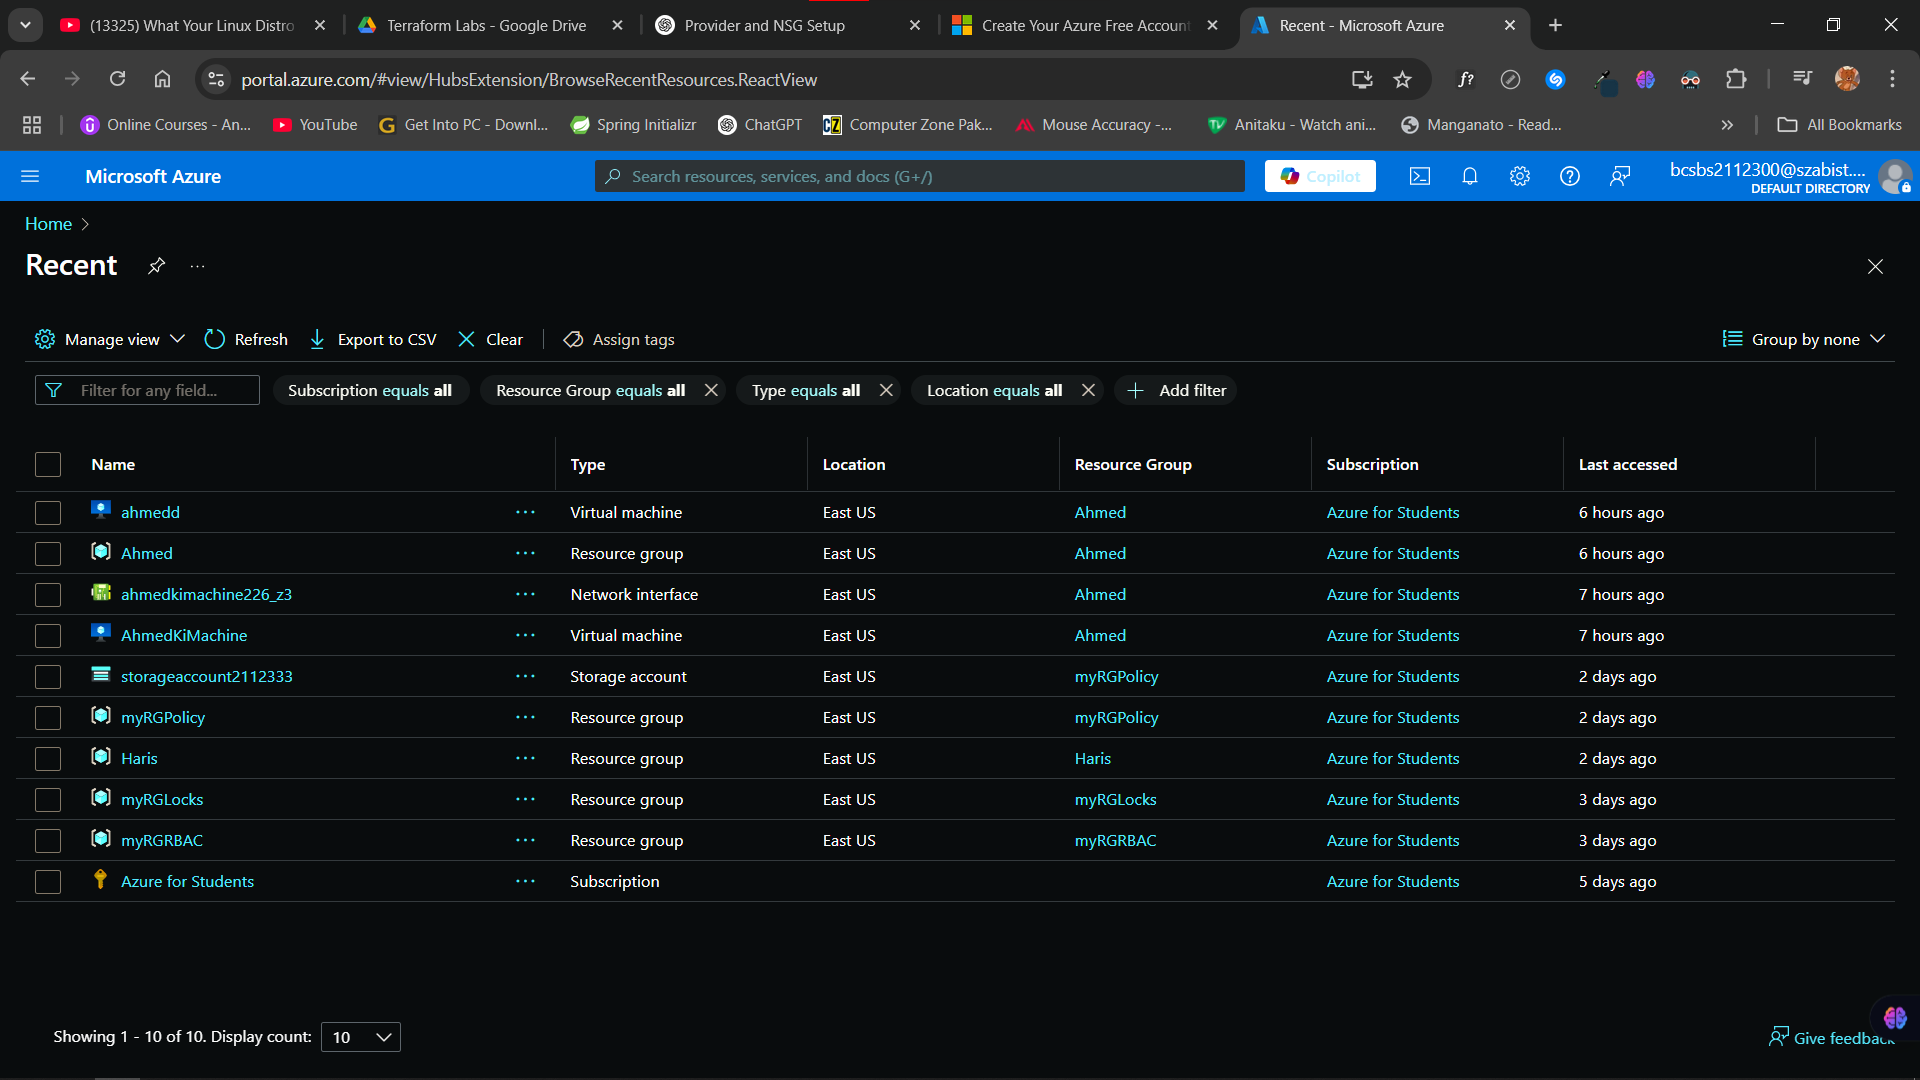 (13325) What Your Linux Distro
Terraform Labs - Google Drive
Provider and NSG Setup
Create Your Azure Free Account
Recent - Microsoft Azure
portal.azure.com/#view/HubsExtension/BrowseRecentResources.ReactView
Online Courses - An...
YouTube
Get Into PC - Downl...
Spring Initializr
ChatGPT
Computer Zone Pak...
Mouse Accuracy -...
Anitaku - Watch ani...
Manganato - Read...
All Bookmarks
Microsoft Azure
Search resources, services, and docs (G+/)
Copilot
bcsbs2112300@szabist....
DEFAULT DIRECTORY
Home
Recent
Manage view
Refresh
Export to CSV
Clear
Assign tags
Group by none
Filter for any field...
Subscription equals all
Resource Group equals all
Type equals all
Location equals all
Add filter
Name Type Location Resource Group Subscription Last accessed
ahmedd ... Virtual machine East US Ahmed Azure for Students 6 hours ago
Ahmed ... Resource group East US Ahmed Azure for Students 6 hours ago
ahmedkimachine226_z3 ... Network interface East US Ahmed Azure for Students 7 hours ago
AhmedKiMachine ... Virtual machine East US Ahmed Azure for Students 7 hours ago
storageaccount2112333 ... Storage account East US myRGPolicy Azure for Students 2 days ago
myRGPolicy ... Resource group East US myRGPolicy Azure for Students 2 days ago
Haris ... Resource group East US Haris Azure for Students 2 days ago
myRGLocks ... Resource group East US myRGLocks Azure for Students 3 days ago
myRGRBAC ... Resource group East US myRGRBAC Azure for Students 3 days ago
Azure for Students ... Subscription Azure for Students 5 days ago
Showing 1 - 10 of 10. Display count: 10
Give feedback